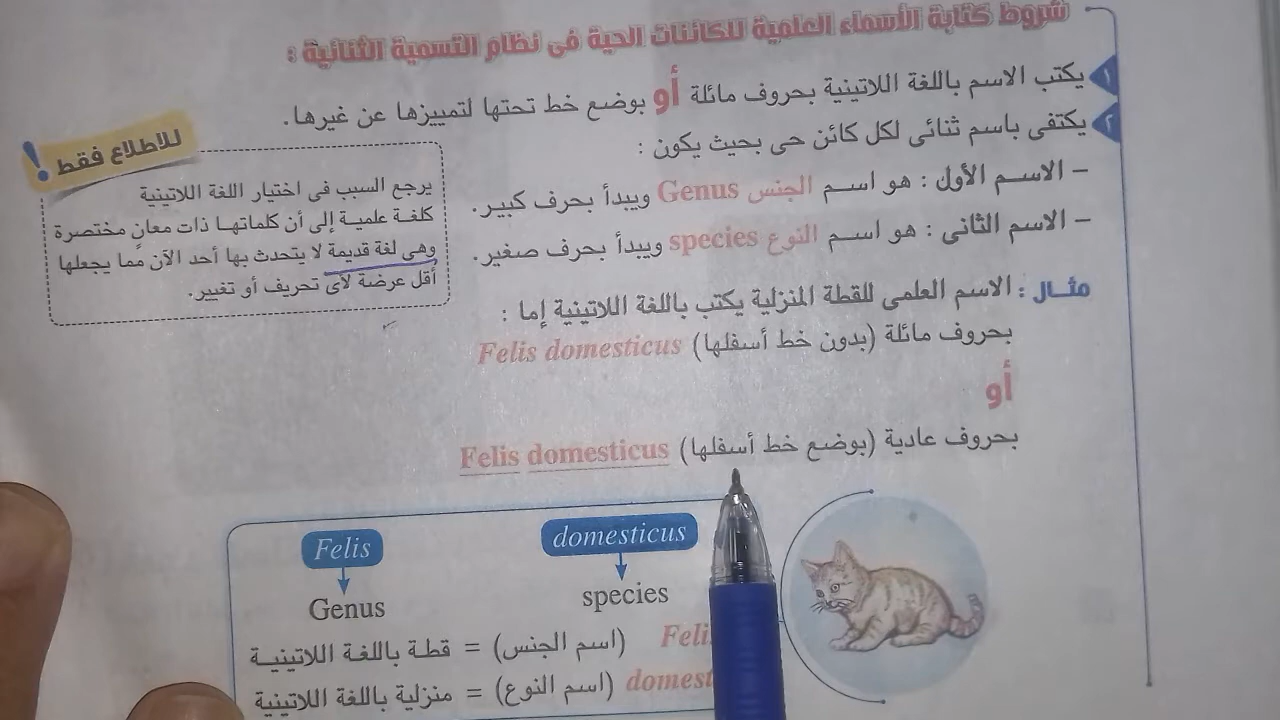 شروط كتابة الأسماء العلمية للكائنات الحية فى نظام التسمية الثنائية :
١ يكتب الاسم باللغة اللاتينية بحروف مائلة أو بوضع خط تحتها لتمييزها عن غيرها.
٢ يكتفى باسم ثنائى لكل كائن حى بحيث يكون :
– الاسم الأول : هو اسم الجنس Genus ويبدأ بحرف كبير.
– الاسم الثانى : هو اسم النوع species ويبدأ بحرف صغير.
للاطلاع فقط !
يرجع السبب فى اختيار اللغة اللاتينية
كلغة علمية إلى أن كلماتها ذات معانٍ مختصرة
وهى لغة قديمة لا يتحدث بها أحد الآن مما يجعلها
أقل عرضة لأى تحريف أو تغيير.
مثال : الاسم العلمى للقطة المنزلية يكتب باللغة اللاتينية إما :
بحروف مائلة (بدون خط أسفلها) Felis domesticus
أو
بحروف عادية (بوضع خط أسفلها) Felis domesticus
Felis domesticus
Genus species
Feli (اسم الجنس) = قطة باللغة اللاتينية
domest (اسم النوع) = منزلية باللغة اللاتينية